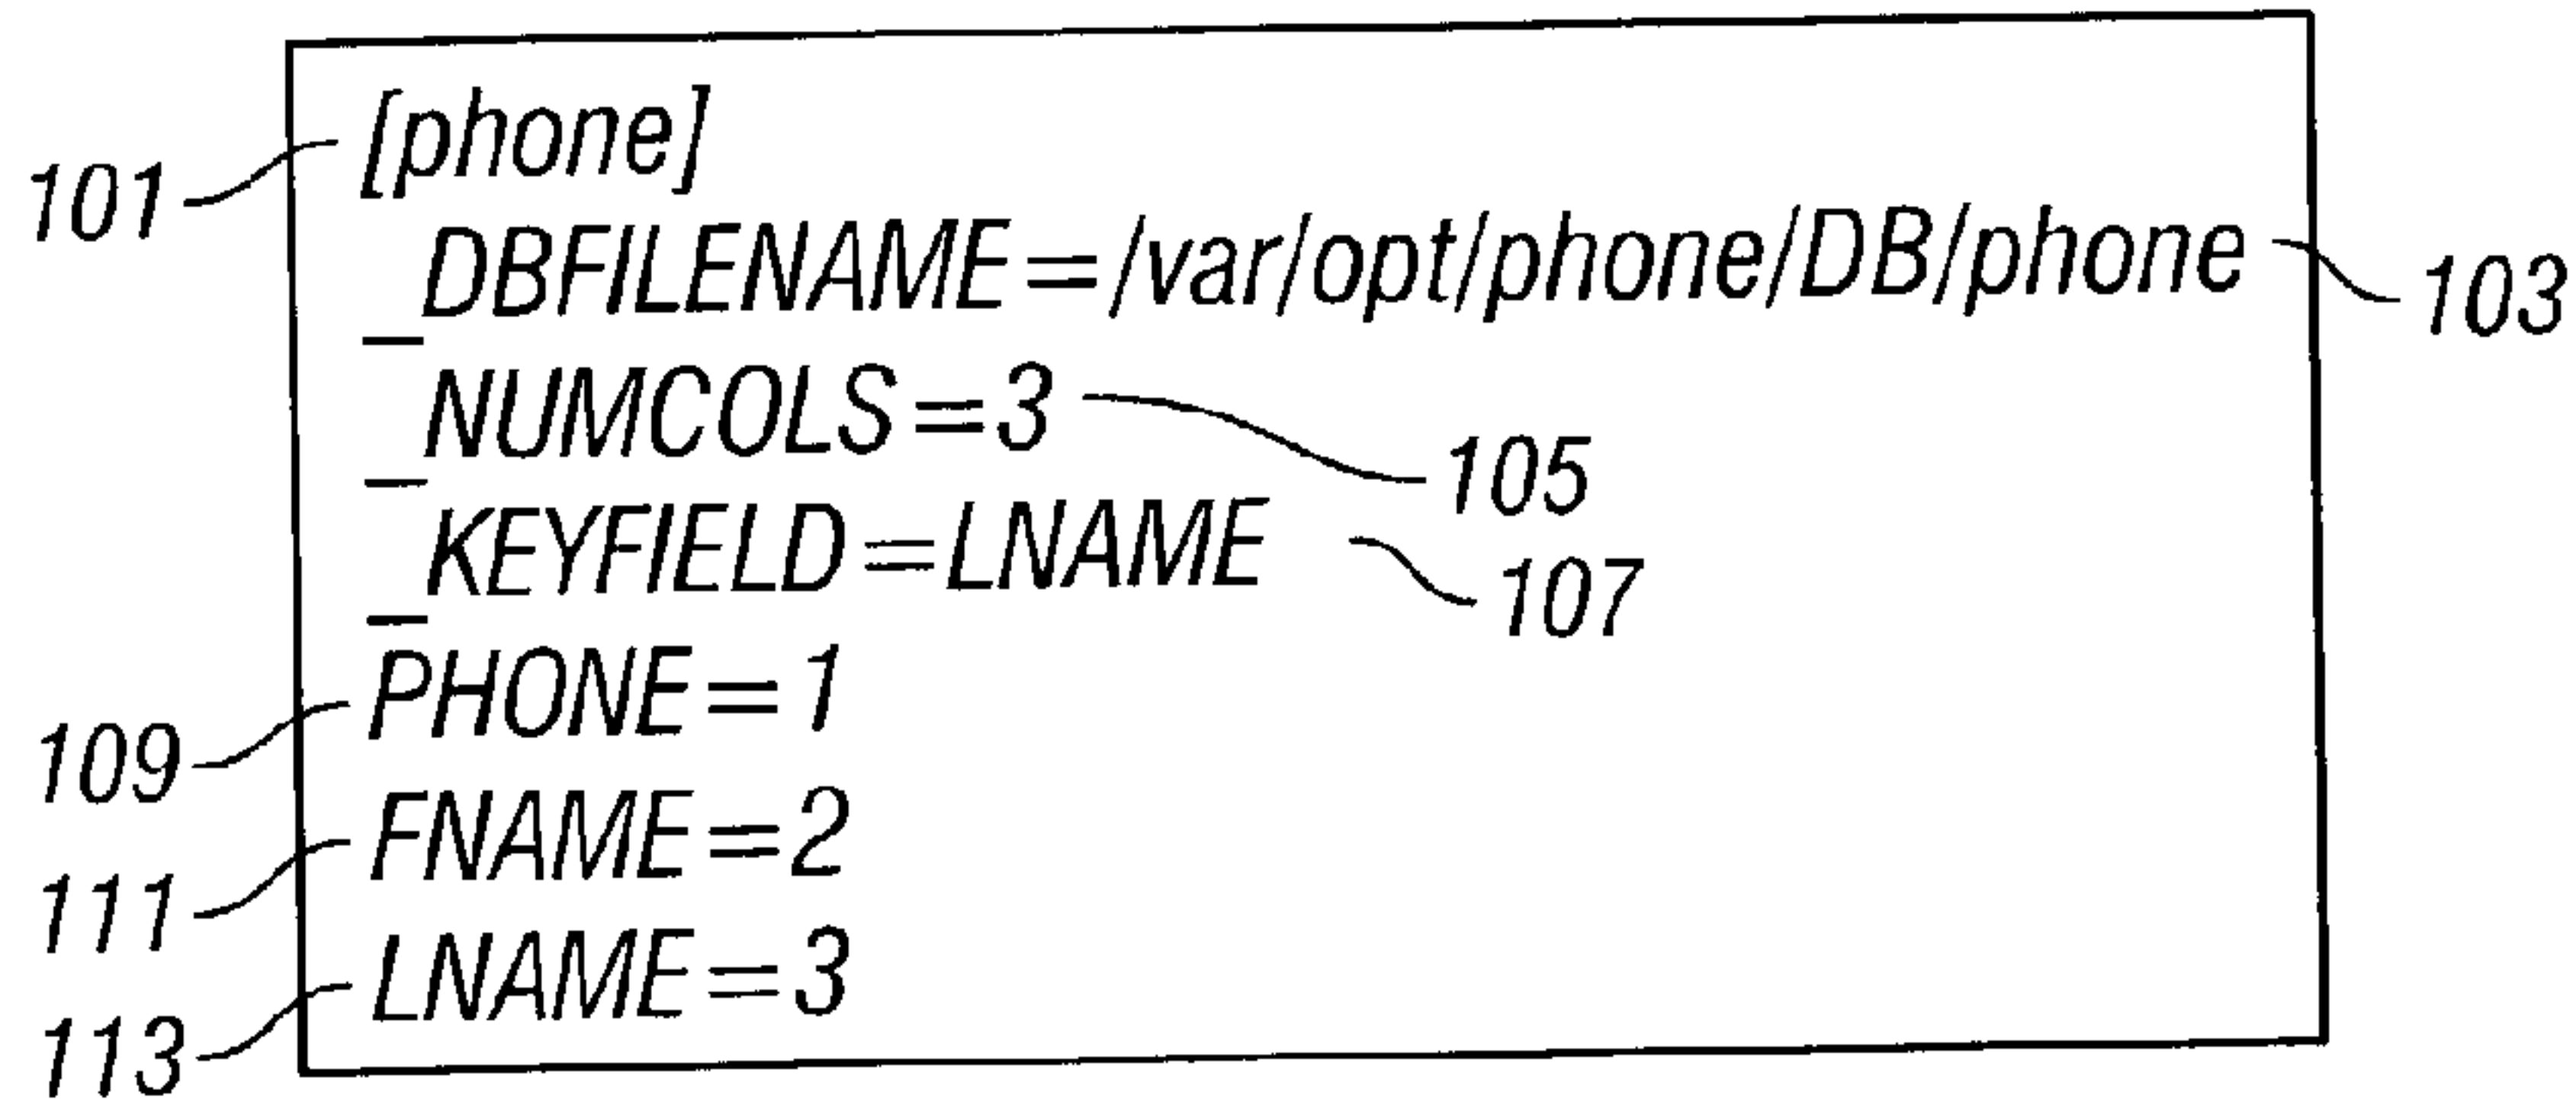 101 [phone]
_DBFILENAME=/var/opt/phone/DB/phone 103
_NUMCOLS=3 105
_KEYFIELD=LNAME 107
109 PHONE=1
111 FNAME=2
113 LNAME=3